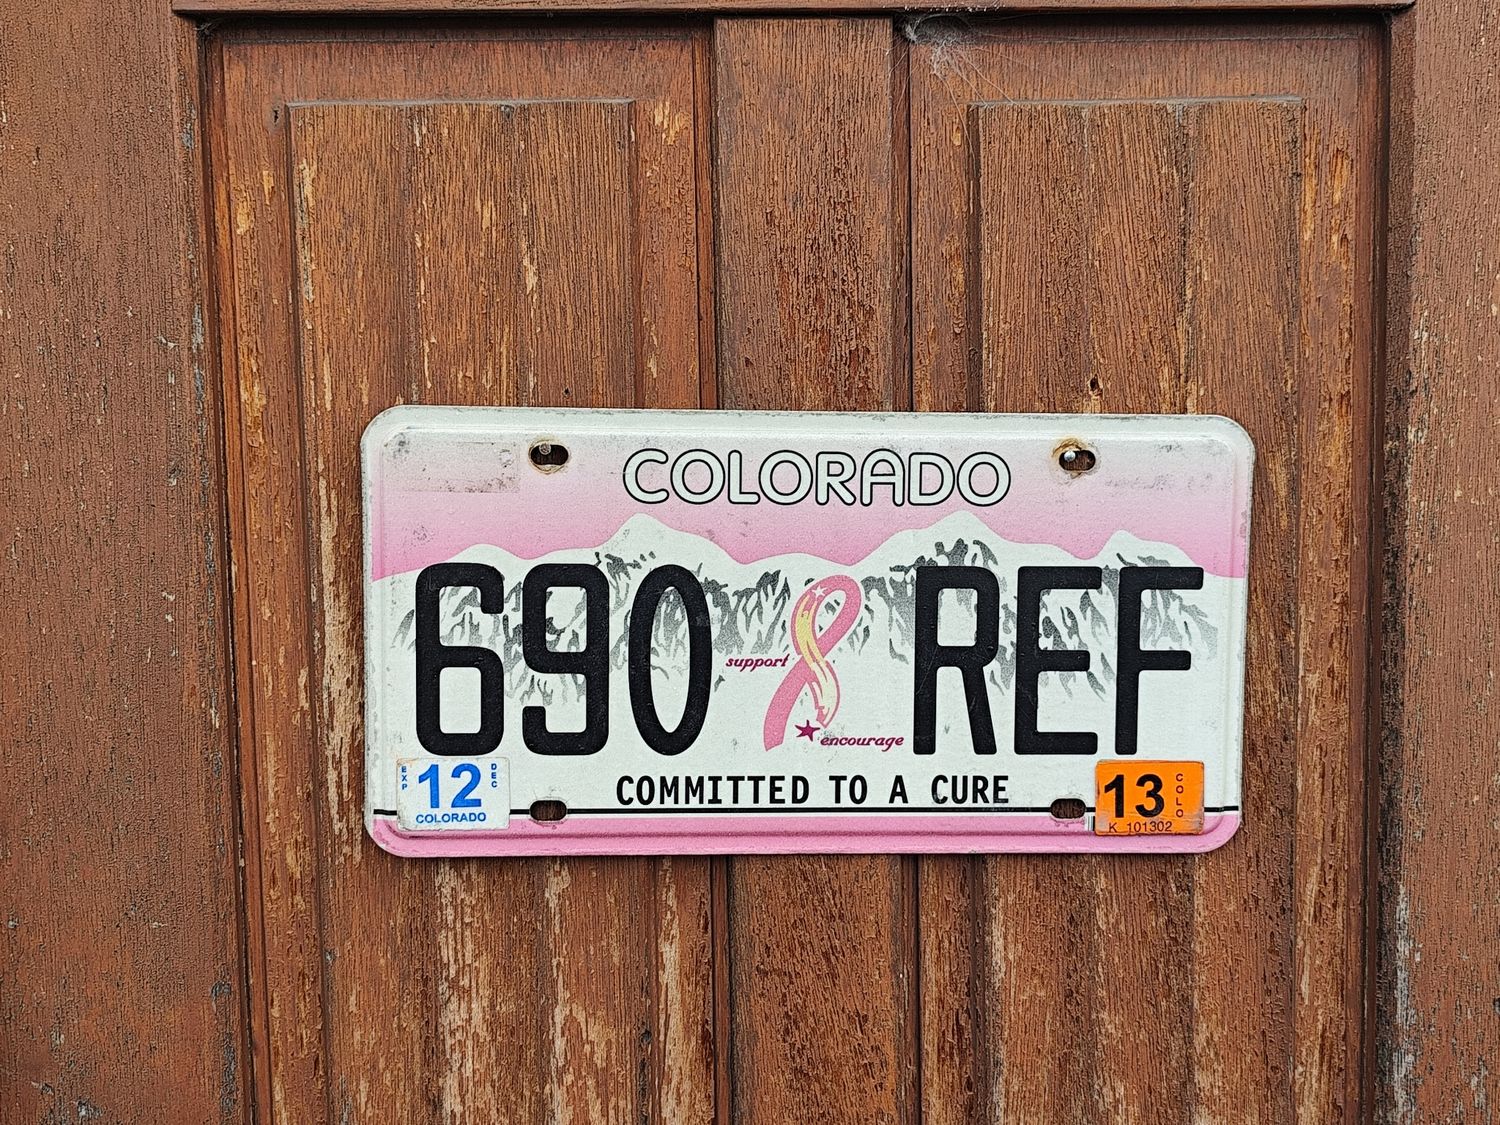 COLORADO
690 REF
support
encourage
EXP 12 DEC
COLORADO
COMMITTED TO A CURE
13 COLO
K 101302